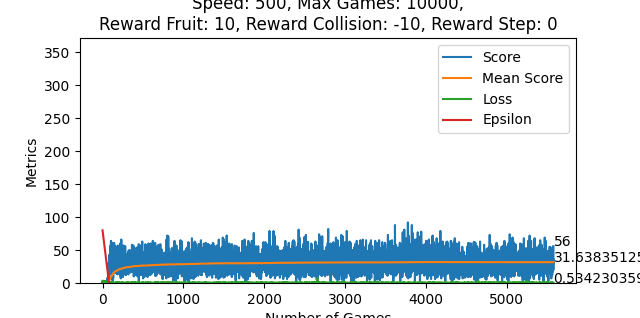 Speed: 500, Max Games: 10000,
Reward Fruit: 10, Reward Collision: -10, Reward Step: 0
350
300
250
200
150
100
50
0
Metrics
Score
Mean Score
Loss
Epsilon
56
31.63835125
0.534230359
0
1000
2000
3000
4000
5000
Number of Games